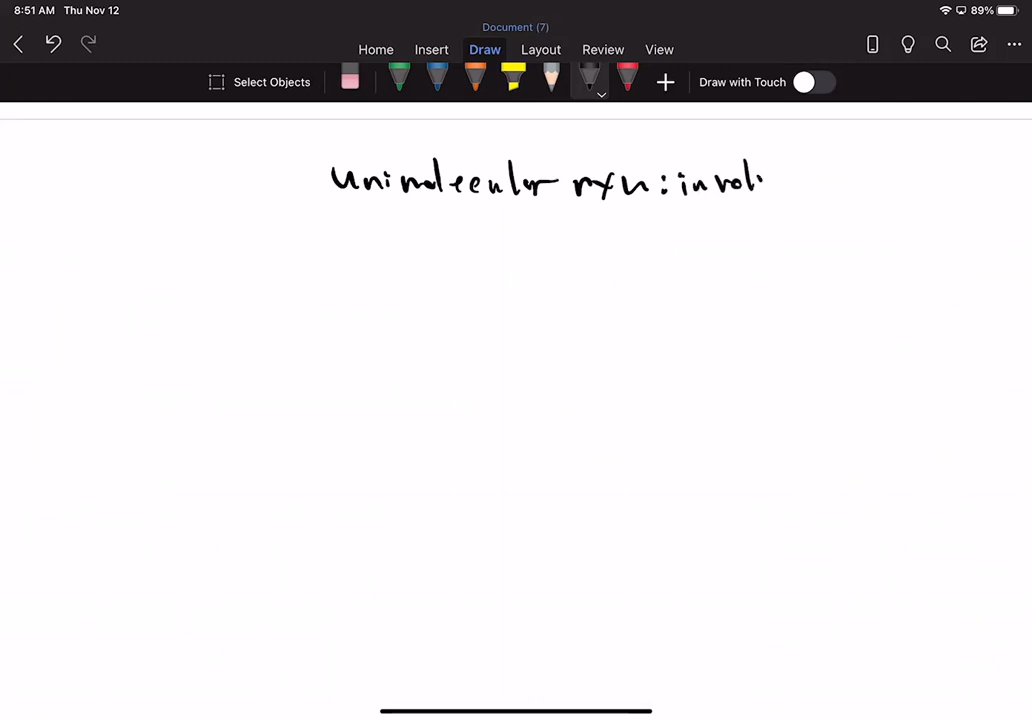 8:51 AM Thu Nov 12
89%
Document (7)
Home Insert Draw Layout Review View
Select Objects
Draw with Touch
unimolecular rxn: invol